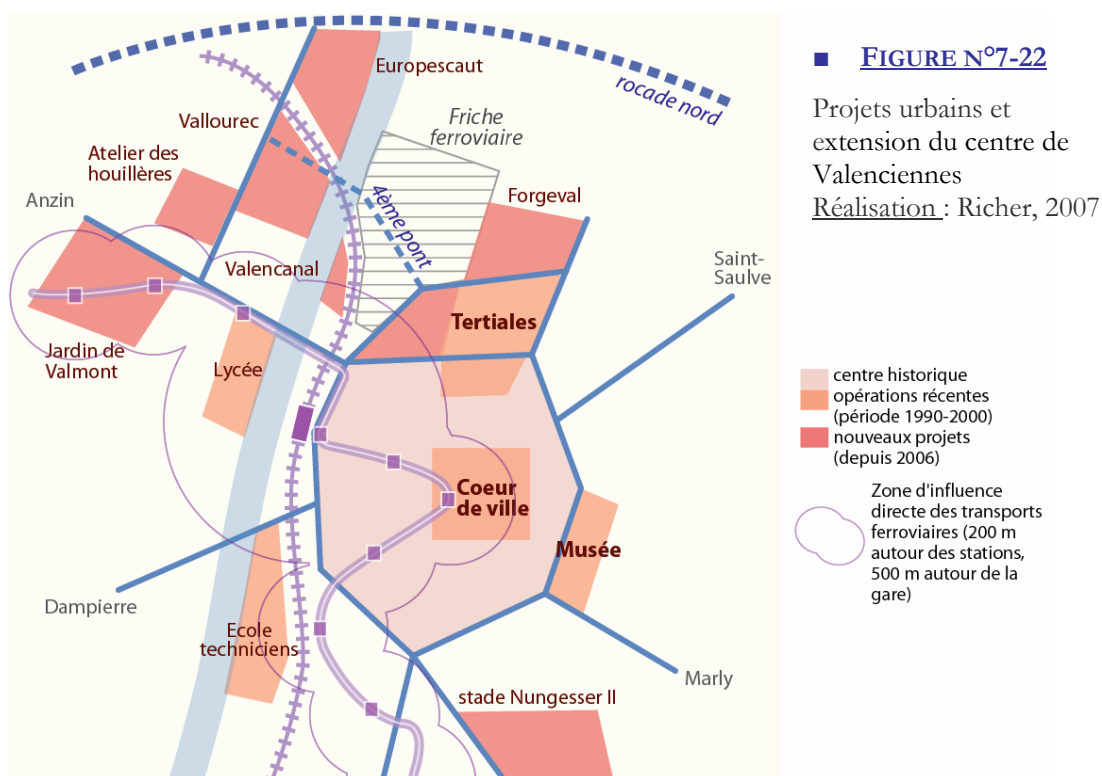 rocade nord
Europescaut
Friche
ferroviaire
Vallourec
Atelier des
houillères
Anzin
4ème pont
Forgeval
Saint-
Saulve
Valencanal
Tertiales
Jardin de
Valmont
Lycée
Coeur
de ville
Musée
Dampierre
Ecole
techniciens
Marly
stade Nungesser II
■ FIGURE N°7-22
Projets urbains et
extension du centre de
Valenciennes
Réalisation : Richer, 2007
centre historique
opérations récentes
(période 1990-2000)
nouveaux projets
(depuis 2006)
Zone d'influence
directe des transports
ferroviaires (200 m
autour des stations,
500 m autour de la
gare)